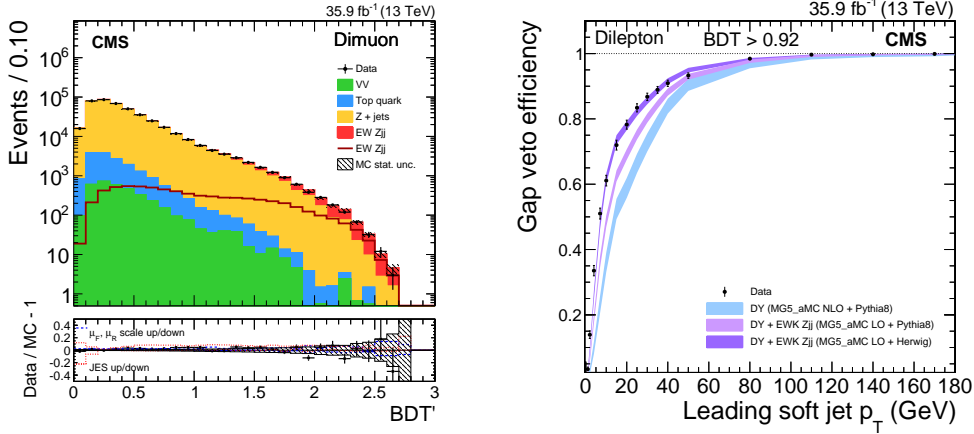 35.9 fb⁻¹ (13 TeV)
CMS
Dimuon
Data
VV
Top quark
Z + jets
EW Zjj
EW Zjj
MC stat. unc.
Events / 0.10
10⁶
10⁵
10⁴
10³
10²
10
1
Data / MC - 1
0.4
0.2
0
-0.2
-0.4
μF, μR scale up/down
JES up/down
0 0.5 1 1.5 2 2.5 3
BDT'
35.9 fb⁻¹ (13 TeV)
Dilepton
BDT > 0.92
CMS
Gap veto efficiency
1
0.8
0.6
0.4
0.2
Data
DY (MG5_aMC NLO + Pythia8)
DY + EWK Zjj (MG5_aMC LO + Pythia8)
DY + EWK Zjj (MG5_aMC LO + Herwig)
0 20 40 60 80 100 120 140 160 180
Leading soft jet pT (GeV)